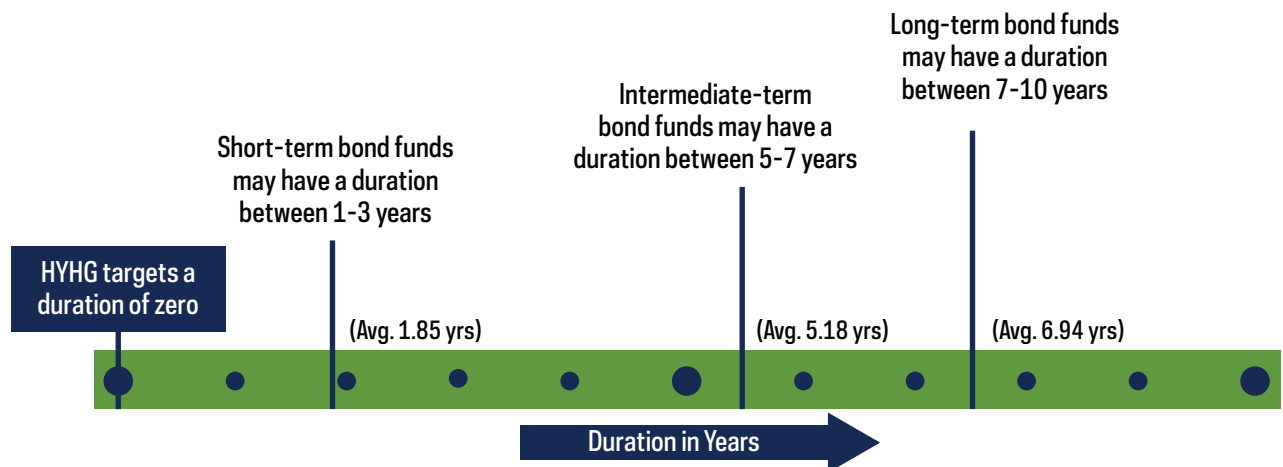 HYHG targets a
duration of zero
Short-term bond funds
may have a duration
between 1-3 years
(Avg. 1.85 yrs)
Intermediate-term
bond funds may have a
duration between 5-7 years
(Avg. 5.18 yrs)
Long-term bond funds
may have a duration
between 7-10 years
(Avg. 6.94 yrs)
Duration in Years